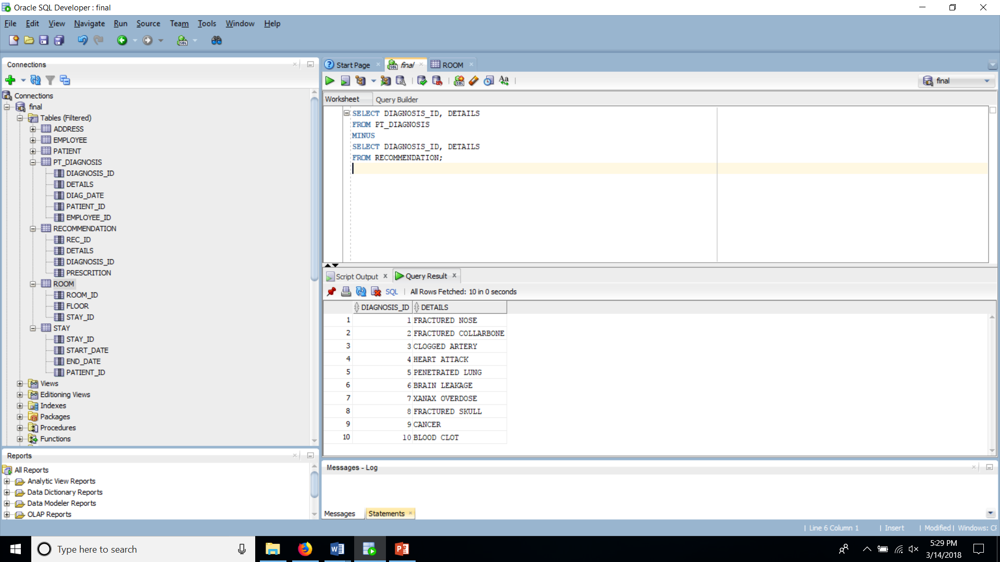 Oracle SQL Developer : final
File Edit View Navigate Run Source Team Tools Window Help
Connections
Connections
final
Tables (Filtered)
ADDRESS
EMPLOYEE
PATIENT
PT_DIAGNOSIS
DIAGNOSIS_ID
DETAILS
DIAG_DATE
PATIENT_ID
EMPLOYEE_ID
RECOMMENDATION
REC_ID
DETAILS
DIAGNOSIS_ID
PRESCRITION
ROOM
ROOM_ID
FLOOR
STAY_ID
STAY
STAY_ID
START_DATE
END_DATE
PATIENT_ID
Views
Editioning Views
Indexes
Packages
Procedures
Functions
Reports
All Reports
Analytic View Reports
Data Dictionary Reports
Data Modeler Reports
OLAP Reports
Start Page final ROOM
final
Worksheet Query Builder
SELECT DIAGNOSIS_ID, DETAILS
FROM PT_DIAGNOSIS
MINUS
SELECT DIAGNOSIS_ID, DETAILS
FROM RECOMMENDATION;
Script Output x Query Result x
SQL | All Rows Fetched: 10 in 0 seconds
DIAGNOSIS_ID DETAILS
1 1 FRACTURED NOSE
2 2 FRACTURED COLLARBONE
3 3 CLOGGED ARTERY
4 4 HEART ATTACK
5 5 PENETRATED LUNG
6 6 BRAIN LEAKAGE
7 7 XANAX OVERDOSE
8 8 FRACTURED SKULL
9 9 CANCER
10 10 BLOOD CLOT
Messages - Log
Messages Statements
| Line 6 Column 1 | Insert | Modified | Windows: CF
Type here to search
5:29 PM
3/14/2018